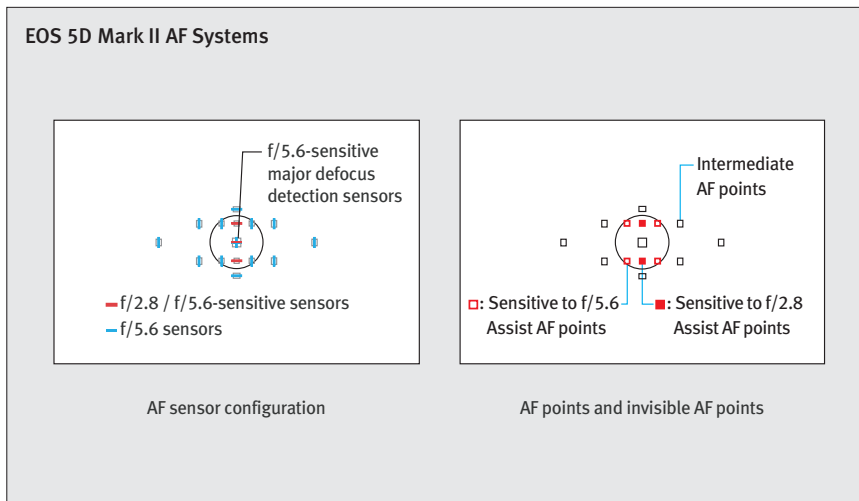 EOS 5D Mark II AF Systems
f/5.6-sensitive
major defocus
detection sensors
f/2.8 / f/5.6-sensitive sensors
f/5.6 sensors
AF sensor configuration
Intermediate
AF points
: Sensitive to f/5.6
Assist AF points
: Sensitive to f/2.8
Assist AF points
AF points and invisible AF points